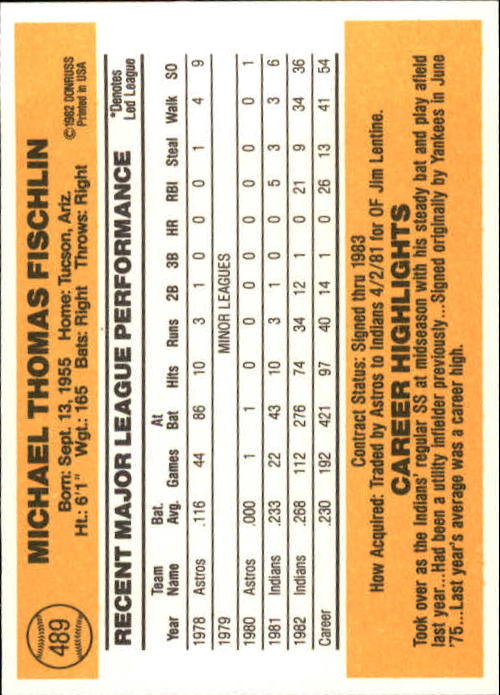 489
MICHAEL THOMAS FISCHLIN
Born: Sept. 13, 1955 Home: Tucson, Ariz.
Ht.: 6'1" Wgt.: 165 Bats: Right Throws: Right
©1982 DONRUSS
Printed in USA
RECENT MAJOR LEAGUE PERFORMANCE
*Denotes
Led League
Year Team Name Bat. Avg. Games At Bat Hits Runs 2B 3B HR RBI Steal Walk SO
1978 Astros .116 44 86 10 3 1 0 0 0 1 4 9
1979 MINOR LEAGUES
1980 Astros .000 1 1 0 0 0 0 0 0 0 0 1
1981 Indians .233 22 43 10 3 1 0 0 5 3 3 6
1982 Indians .268 112 276 74 34 12 1 0 21 9 34 36
Career .230 192 421 97 40 14 1 0 26 13 41 54
Contract Status: Signed thru 1983
How Acquired: Traded by Astros to Indians 4/2/81 for OF Jim Lentine.
CAREER HIGHLIGHTS
Took over as the Indians' regular SS at midseason with his steady bat and play afield
last year...Had been a utility infielder previously...Signed originally by Yankees in June
'75...Last year's average was a career high.